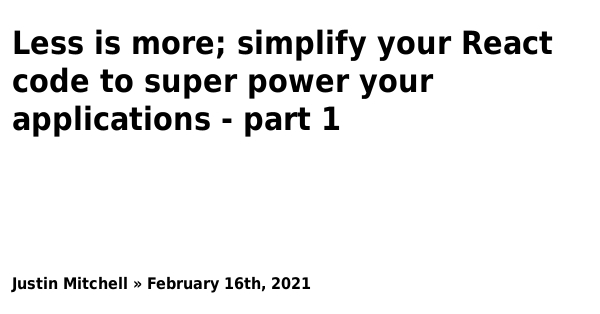 Less is more; simplify your React
code to super power your
applications - part 1
Justin Mitchell » February 16th, 2021